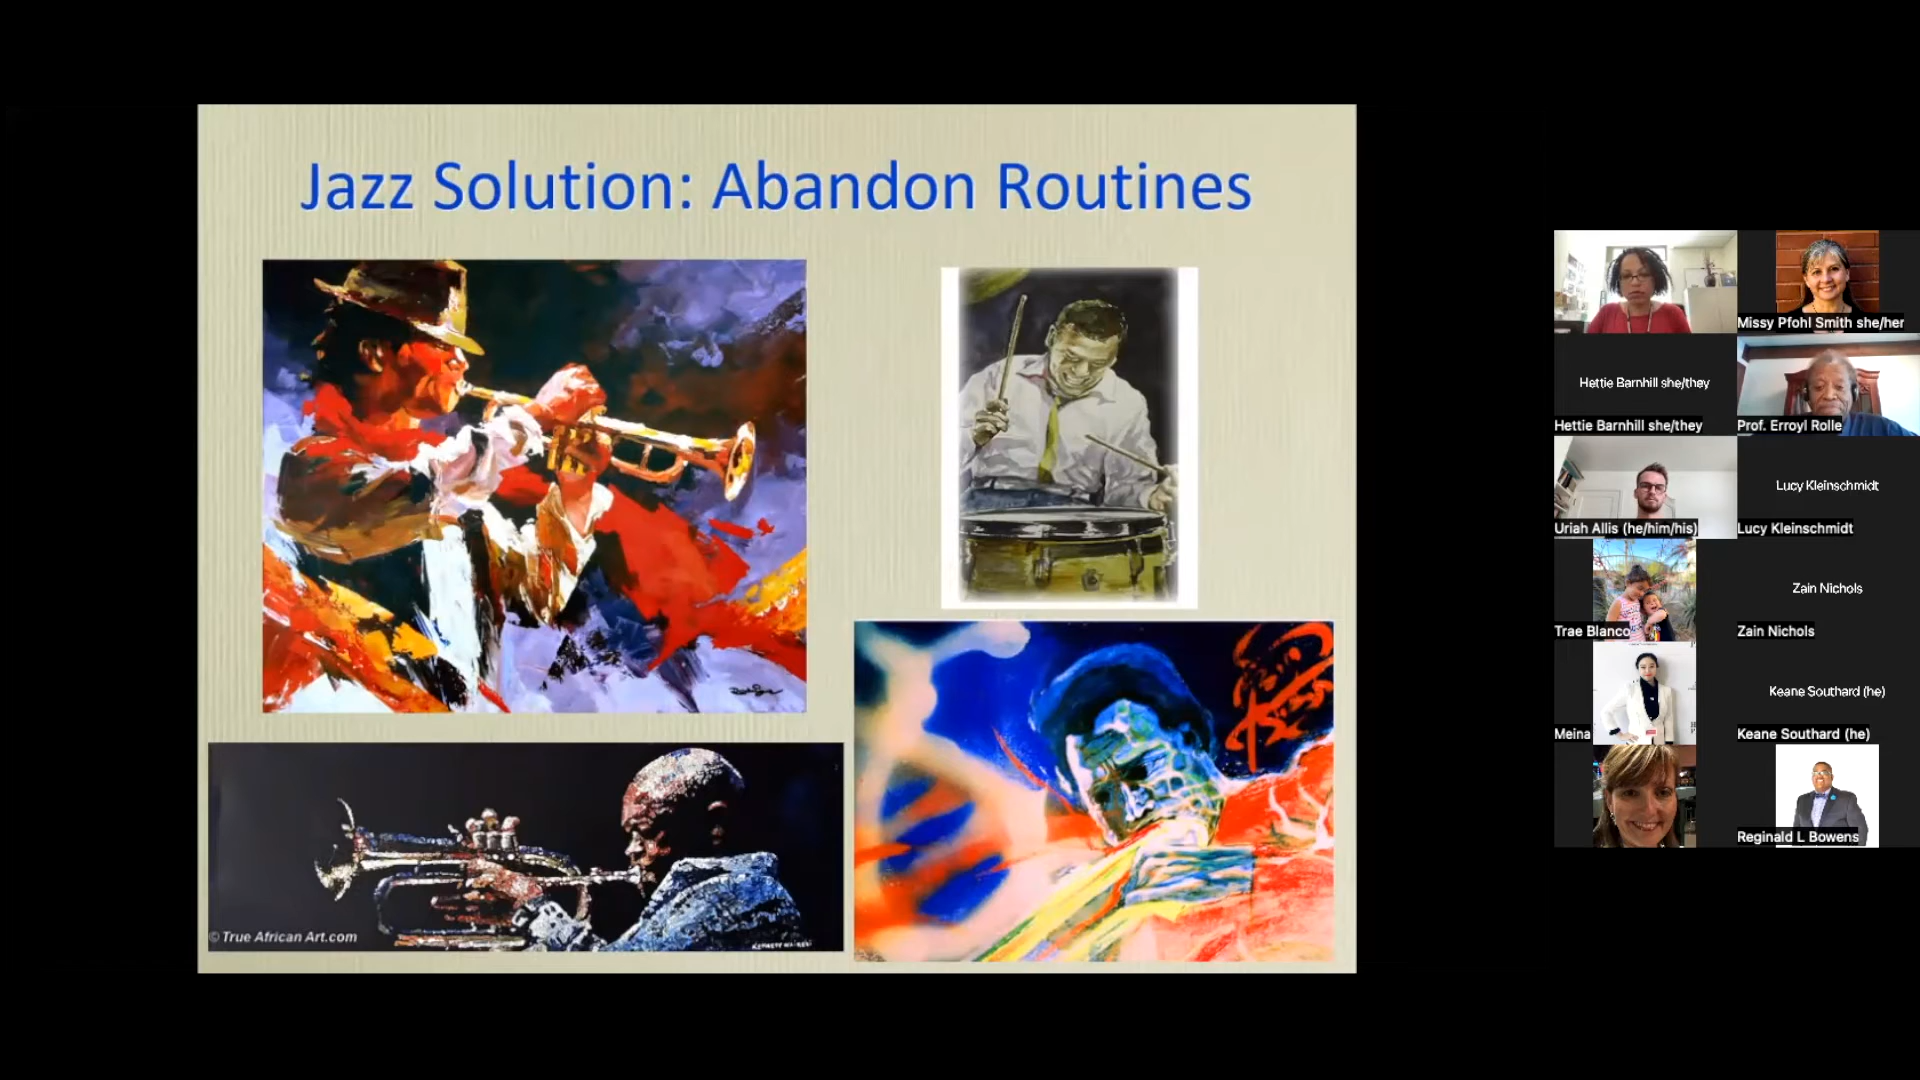 Jazz Solution: Abandon Routines
© True African Art.com
Missy Pfohl Smith she/her
Hettie Barnhill she/they
Hettie Barnhill she/they
Prof. Erroyl Rolle
Uriah Allis (he/him/his)
Lucy Kleinschmidt
Lucy Kleinschmidt
Trae Blanco
Zain Nichols
Zain Nichols
Meina
Keane Southard (he)
Keane Southard (he)
Reginald L Bowens